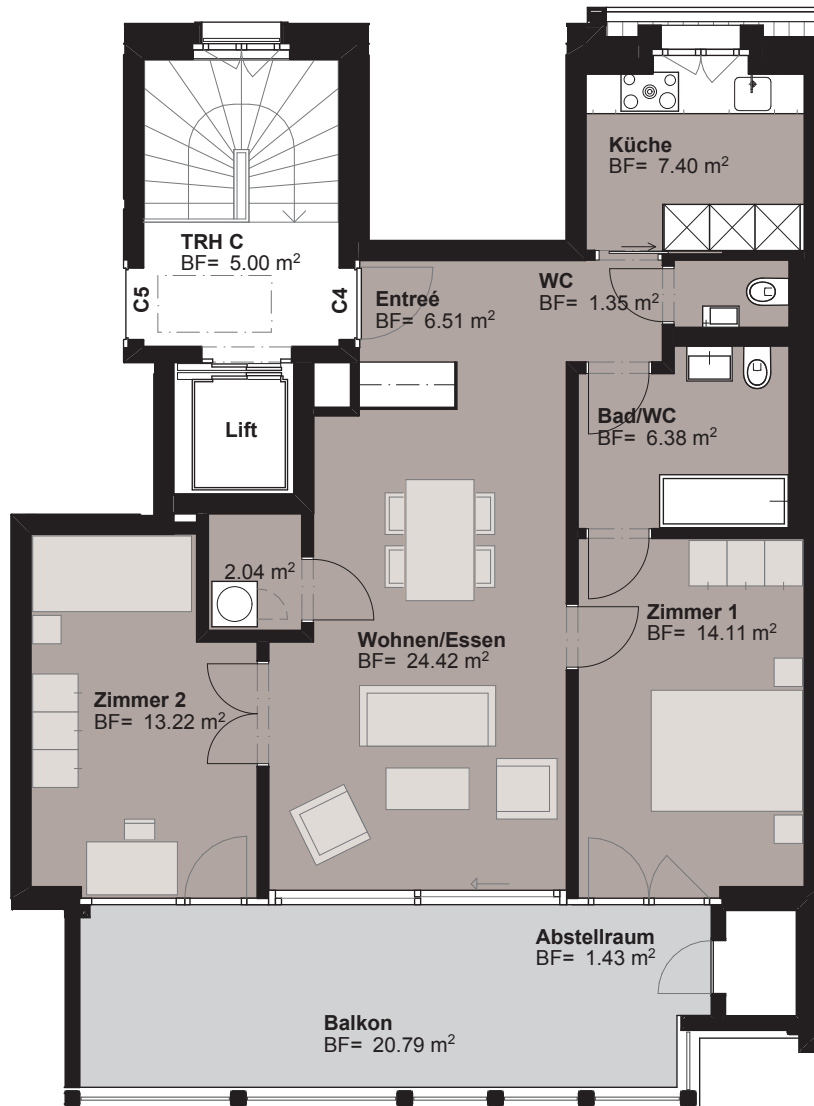 Küche
BF= 7.40 m²
TRH C
BF= 5.00 m²
C5
C4
Entreé
BF= 6.51 m²
WC
BF= 1.35 m²
Lift
Bad/WC
BF= 6.38 m²
2.04 m²
Zimmer 1
BF= 14.11 m²
Wohnen/Essen
BF= 24.42 m²
Zimmer 2
BF= 13.22 m²
Abstellraum
BF= 1.43 m²
Balkon
BF= 20.79 m²